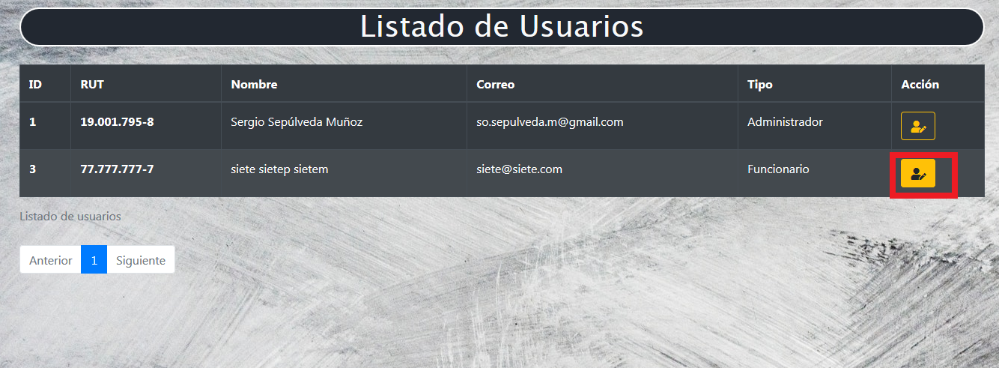 Listado de Usuarios
ID RUT Nombre Correo Tipo Acción
1 19.001.795-8 Sergio Sepúlveda Muñoz so.sepulveda.m@gmail.com Administrador
3 77.777.777-7 siete sietep sietem siete@siete.com Funcionario
Listado de usuarios
Anterior 1 Siguiente